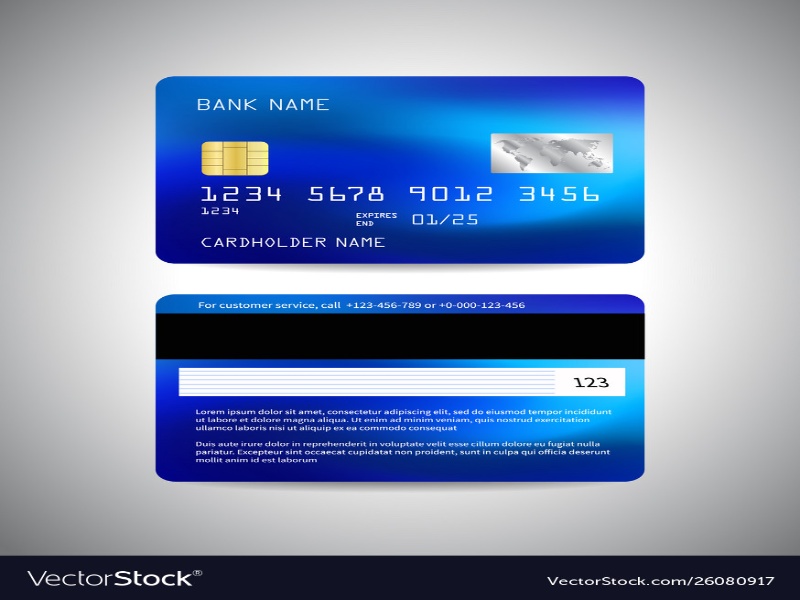 BANK NAME
1234 5678 9012 3456
1234
EXPIRES
END
01/25
CARDHOLDER NAME
For customer service, call +123-456-789 or +0-000-123-456
123
Lorem ipsum dolor sit amet, consectetur adipiscing elit, sed do eiusmod tempor incididunt
ut labore et dolore magna aliqua. Ut enim ad minim veniam, quis nostrud exercitation
ullamco laboris nisi ut aliquip ex ea commodo consequat
Duis aute irure dolor in reprehenderit in voluptate velit esse cillum dolore eu fugiat nulla
pariatur. Excepteur sint occaecat cupidatat non proident, sunt in culpa qui officia deserunt
mollit anim id est laborum
VectorStock®
VectorStock.com/26080917